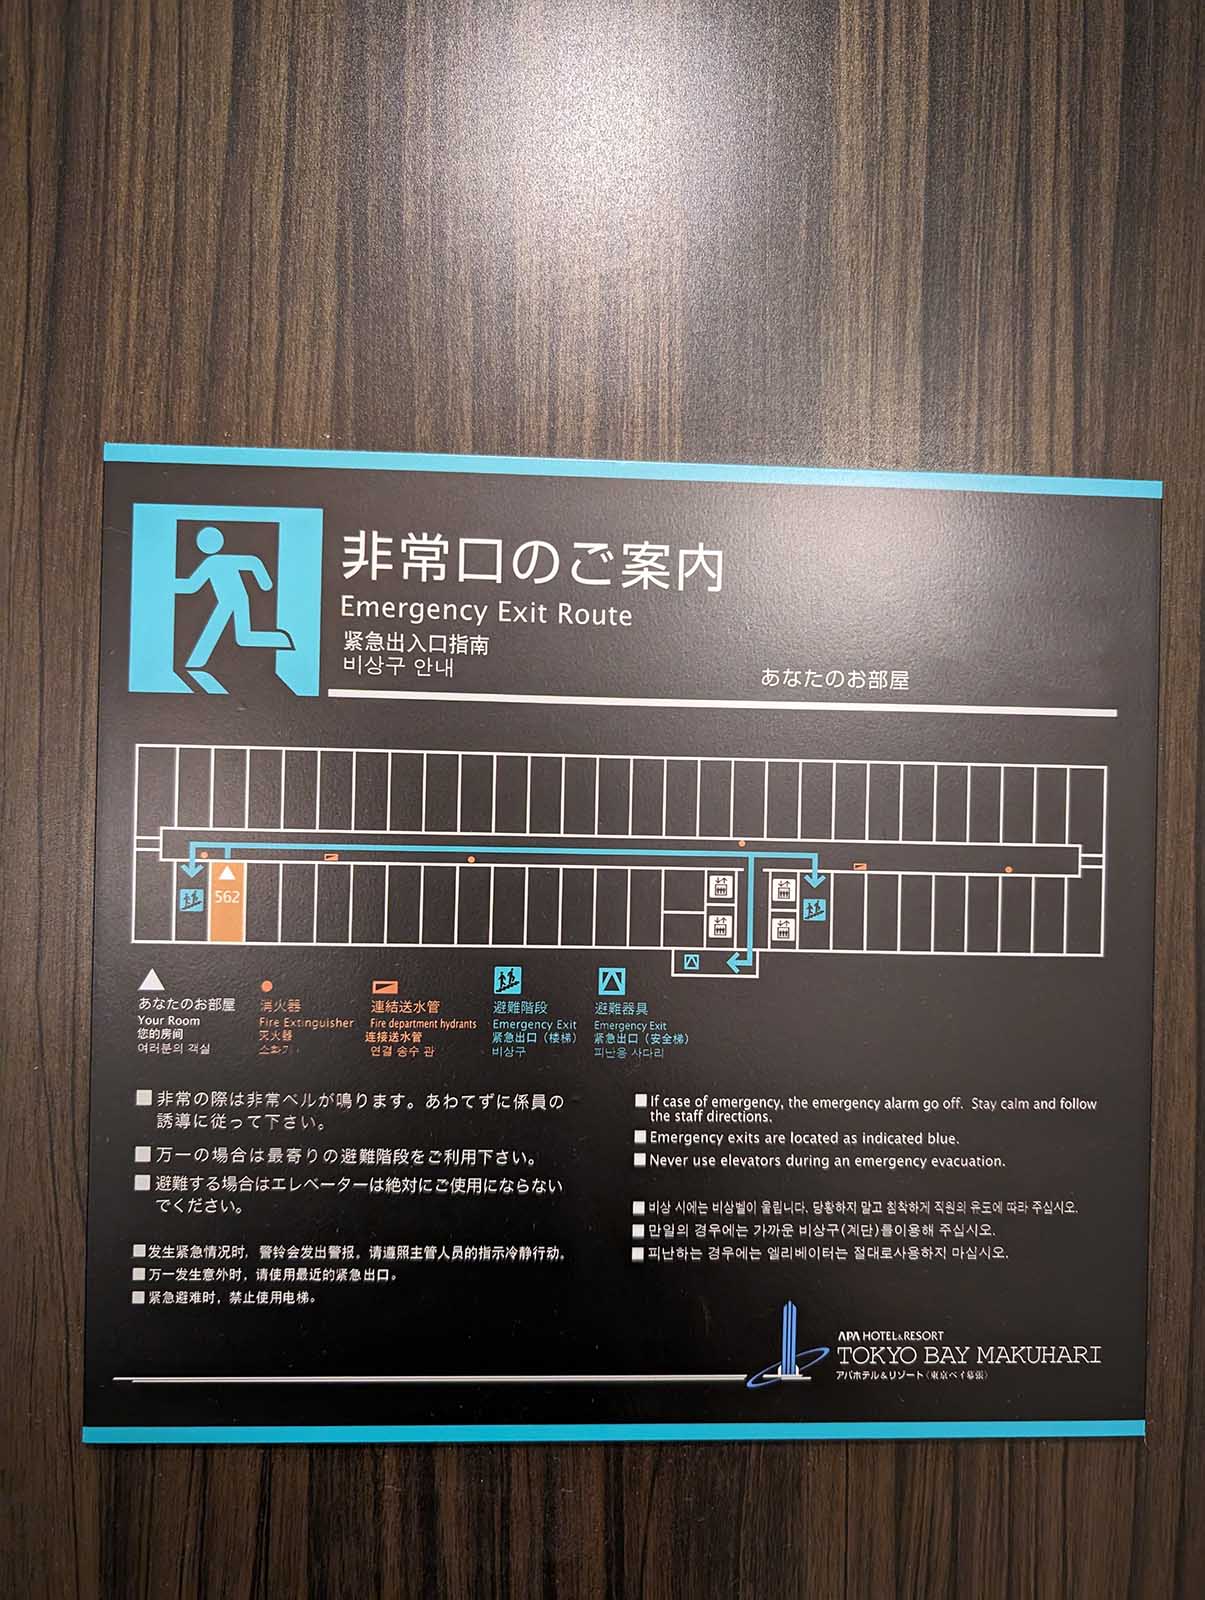 非常口のご案内
Emergency Exit Route
紧急出入口指南
비상구 안내
あなたのお部屋
562
あなたのお部屋
Your Room
您的房间
여러분의 객실
消火器
Fire Extinguisher
灭火器
소화기
連結送水管
Fire department hydrants
连接送水管
연결 송수 관
避難階段
Emergency Exit
紧急出口（楼梯）
비상구
避難器具
Emergency Exit
紧急出口（安全梯）
피난용 사다리
■非常の際は非常ベルが鳴ります。あわてずに係員の
誘導に従って下さい。
■万一の場合は最寄りの避難階段をご利用下さい。
■避難する場合はエレベーターは絶対にご使用にならない
でください。
■发生紧急情况时，警铃会发出警报。请遵照主管人员的指示冷静行动。
■万一发生意外时，请使用最近的紧急出口。
■紧急避难时，禁止使用电梯。
■If case of emergency, the emergency alarm go off. Stay calm and follow
the staff directions.
■Emergency exits are located as indicated blue.
■Never use elevators during an emergency evacuation.
■비상 시에는 비상벨이 울립니다. 당황하지 말고 침착하게 직원의 유도에 따라 주십시오.
■만일의 경우에는 가까운 비상구(계단)를이용해 주십시오.
■피난하는 경우에는 엘리베이터는 절대로사용하지 마십시오.
APA HOTEL&RESORT
TOKYO BAY MAKUHARI
アパホテル&リゾート〈東京ベイ幕張〉